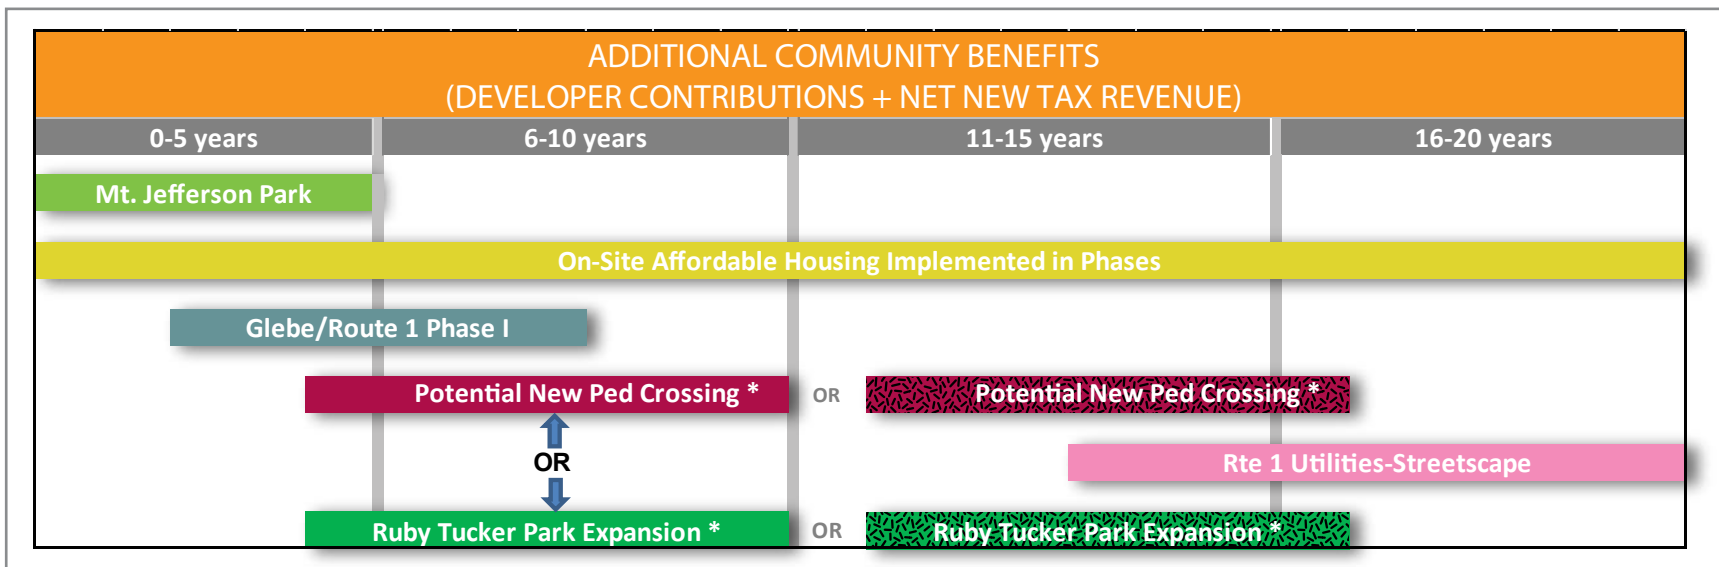 ADDITIONAL COMMUNITY BENEFITS
(DEVELOPER CONTRIBUTIONS + NET NEW TAX REVENUE)
0-5 years 6-10 years 11-15 years 16-20 years
Mt. Jefferson Park
On-Site Affordable Housing Implemented in Phases
Glebe/Route 1 Phase I
Potential New Ped Crossing * OR Potential New Ped Crossing *
OR
Rte 1 Utilities-Streetscape
Ruby Tucker Park Expansion * OR Ruby Tucker Park Expansion *